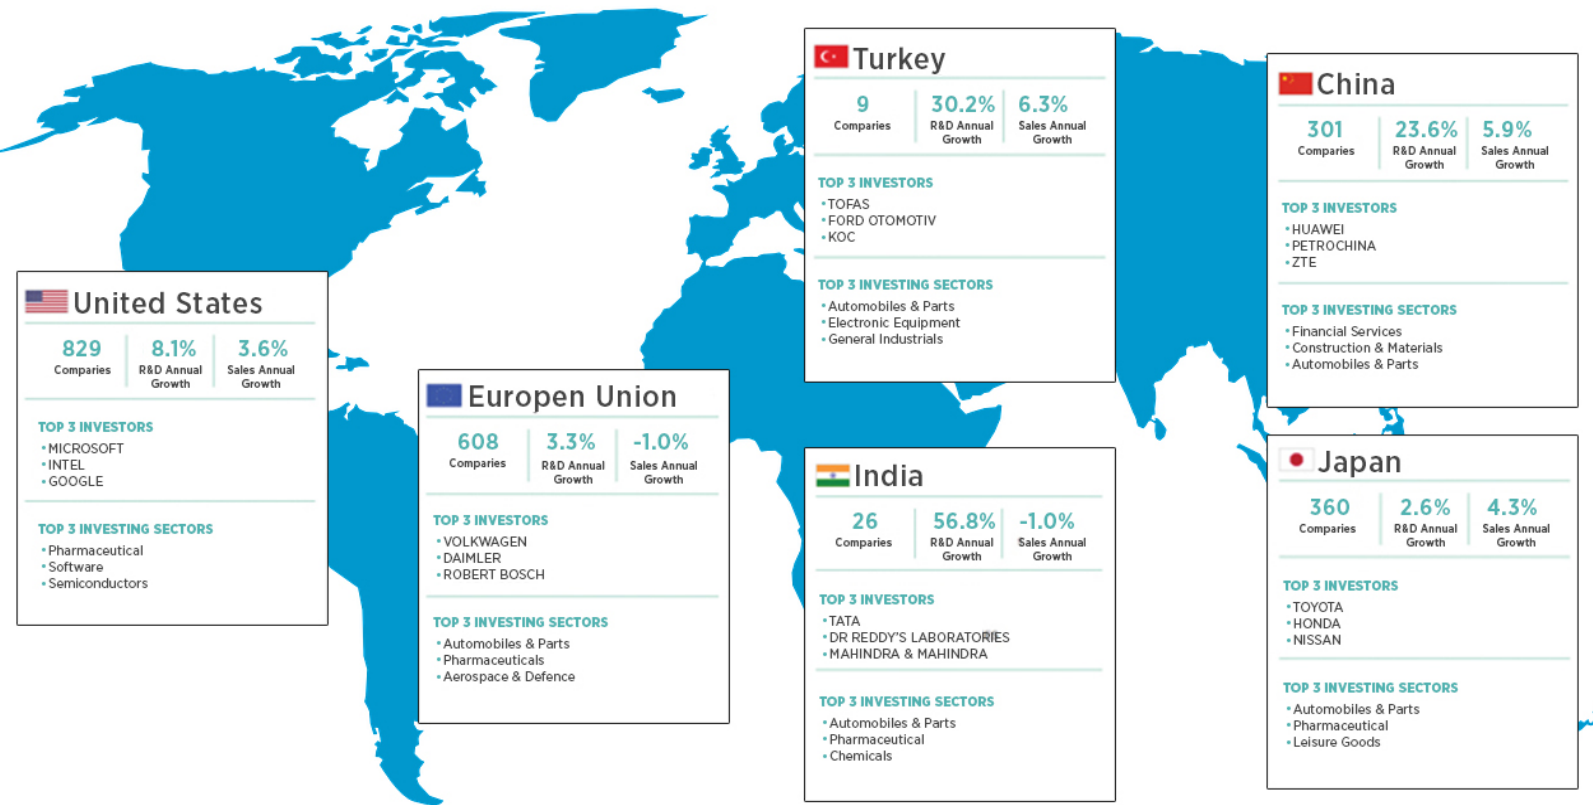 United States
829
Comparies
8.1%
R&D Annual
Growth
3.6%
Sales Annual
Growth
TOP 3 INVESTORS
•MICROSOFT
•INTEL
•GOOGLE
TOP 3 INVESTING SECTORS
•Pharmaceutical
•Software
•Semiconductors
Europen Union
608
Comparies
3.3%
R&D Annual
Growth
-1.0%
Sales Annual
Growth
TOP 3 INVESTORS
•VOLKWAGEN
•DAIMLER
•ROBERT BOSCH
TOP 3 INVESTING SECTORS
•Automobiles & Parts
•Pharmaceuticals
•Aerospace & Defence
Turkey
9
Comparies
30.2%
R&D Annual
Growth
6.3%
Sales Annual
Growth
TOP 3 INVESTORS
•TOFAS
•FORD OTOMOTIV
•KOC
TOP 3 INVESTING SECTORS
•Automobiles & Parts
•Electronic Equipment
•General Industrials
India
26
Comparies
56.8%
R&D Annual
Growth
-1.0%
Sales Annual
Growth
TOP 3 INVESTORS
•TATA
•DR REDDY'S LABORATORIES
•MAHINDRA & MAHINDRA
TOP 3 INVESTING SECTORS
•Automobiles & Parts
•Pharmaceutical
•Chemicals
China
301
Comparies
23.6%
R&D Annual
Growth
5.9%
Sales Annual
Growth
TOP 3 INVESTORS
•HUAWEI
•PETROCHINA
•ZTE
TOP 3 INVESTING SECTORS
•Financial Services
•Construction & Materials
•Automobiles & Parts
Japan
360
Comparies
2.6%
R&D Annual
Growth
4.3%
Sales Annual
Growth
TOP 3 INVESTORS
•TOYOTA
•HONDA
•NISSAN
TOP 3 INVESTING SECTORS
•Automobiles & Parts
•Pharmaceutical
•Leisure Goods